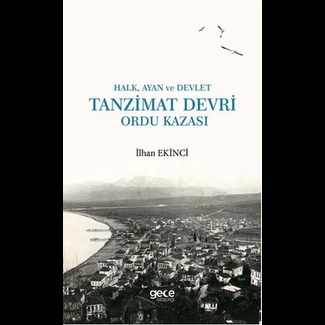 HALK, AYAN ve DEVLET
TANZİMAT DEVRİ
ORDU KAZASI
İlhan EKİNCİ
gece